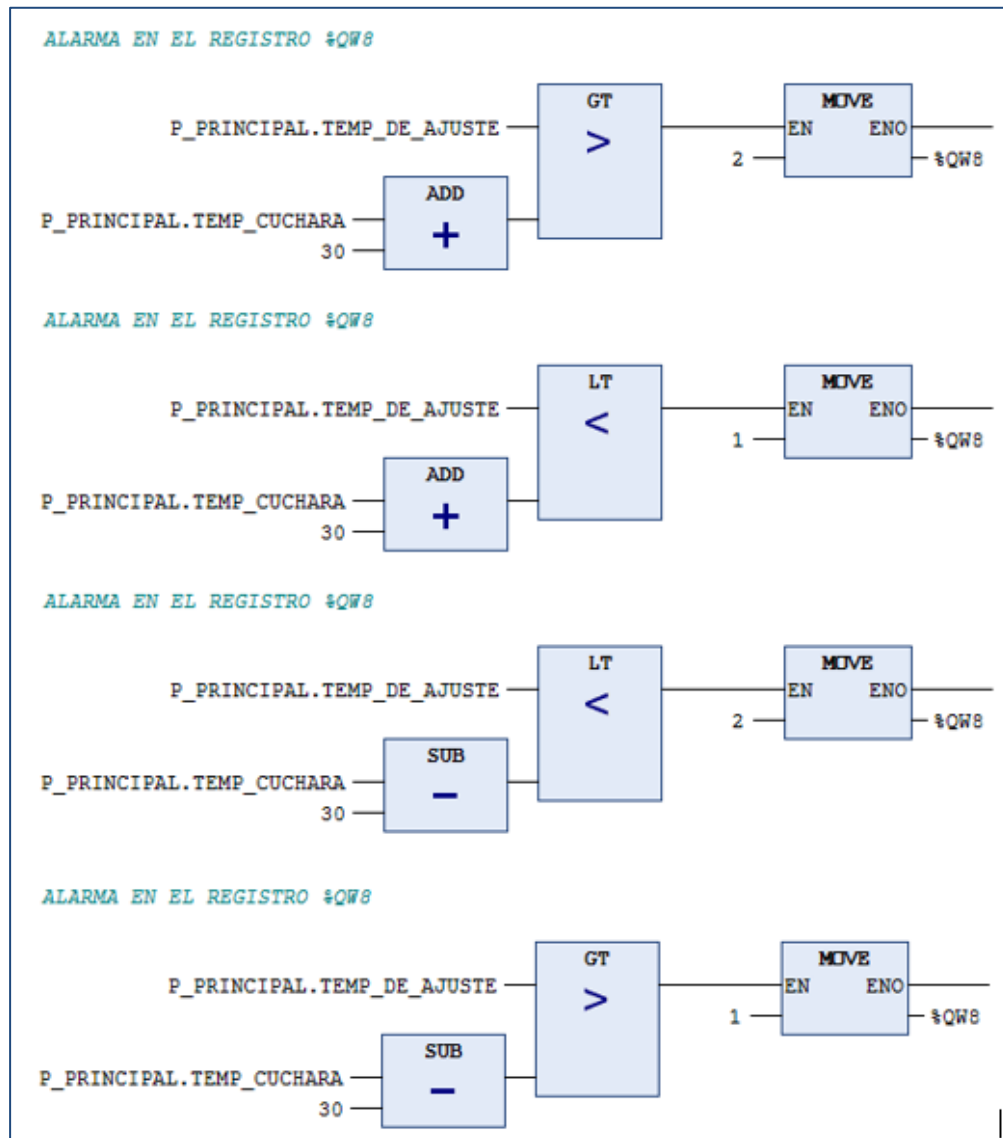 ALARMA EN EL REGISTRO %QW8
GT
MOVE
P_PRINCIPAL.TEMP_DE_AJUSTE
>
EN ENO
2
%QW8
ADD
P_PRINCIPAL.TEMP_CUCHARA
+
30
ALARMA EN EL REGISTRO %QW8
LT
MOVE
P_PRINCIPAL.TEMP_DE_AJUSTE
<
EN ENO
1
%QW8
ADD
P_PRINCIPAL.TEMP_CUCHARA
+
30
ALARMA EN EL REGISTRO %QW8
LT
MOVE
P_PRINCIPAL.TEMP_DE_AJUSTE
<
EN ENO
2
%QW8
SUB
P_PRINCIPAL.TEMP_CUCHARA
-
30
ALARMA EN EL REGISTRO %QW8
GT
MOVE
P_PRINCIPAL.TEMP_DE_AJUSTE
>
EN ENO
1
%QW8
SUB
P_PRINCIPAL.TEMP_CUCHARA
-
30